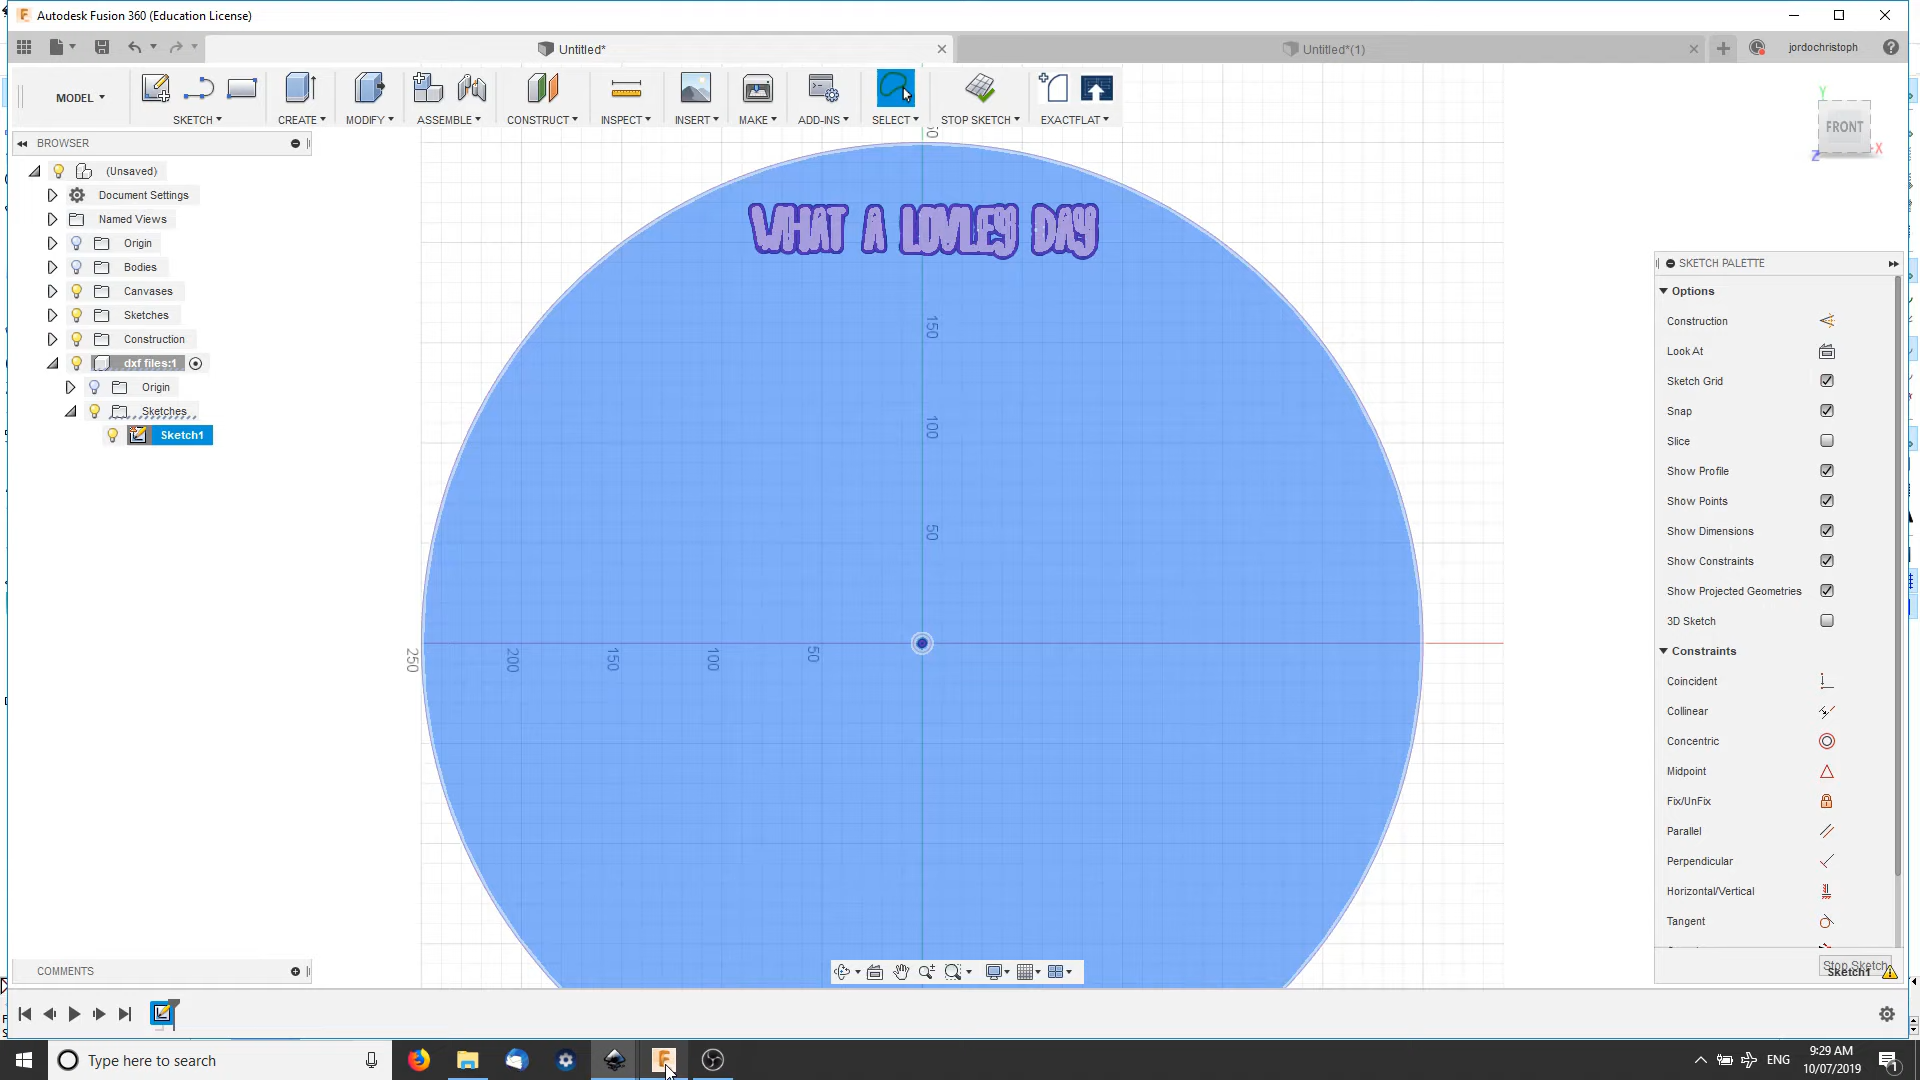 Autodesk Fusion 360 (Education License)
Untitled*
Untitled*(1)
jordochristoph
MODEL
SKETCH
CREATE
MODIFY
ASSEMBLE
CONSTRUCT
INSPECT
INSERT
MAKE
ADD-INS
SELECT
STOP SKETCH
EXACTFLAT
BROWSER
(Unsaved)
Document Settings
Named Views
Origin
Bodies
Canvases
Sketches
Construction
dxf files:1
Origin
Sketches
Sketch1
WHAT A LOVLEY DAY
150
100
50
250
200
150
100
50
Y
FRONT
X
Z
SKETCH PALETTE
Options
Construction
Look At
Sketch Grid
Snap
Slice
Show Profile
Show Points
Show Dimensions
Show Constraints
Show Projected Geometries
3D Sketch
Constraints
Coincident
Collinear
Concentric
Midpoint
Fix/UnFix
Parallel
Perpendicular
Horizontal/Vertical
Tangent
Stop Sketch
Sketch1
COMMENTS
Type here to search
ENG
9:29 AM
10/07/2019